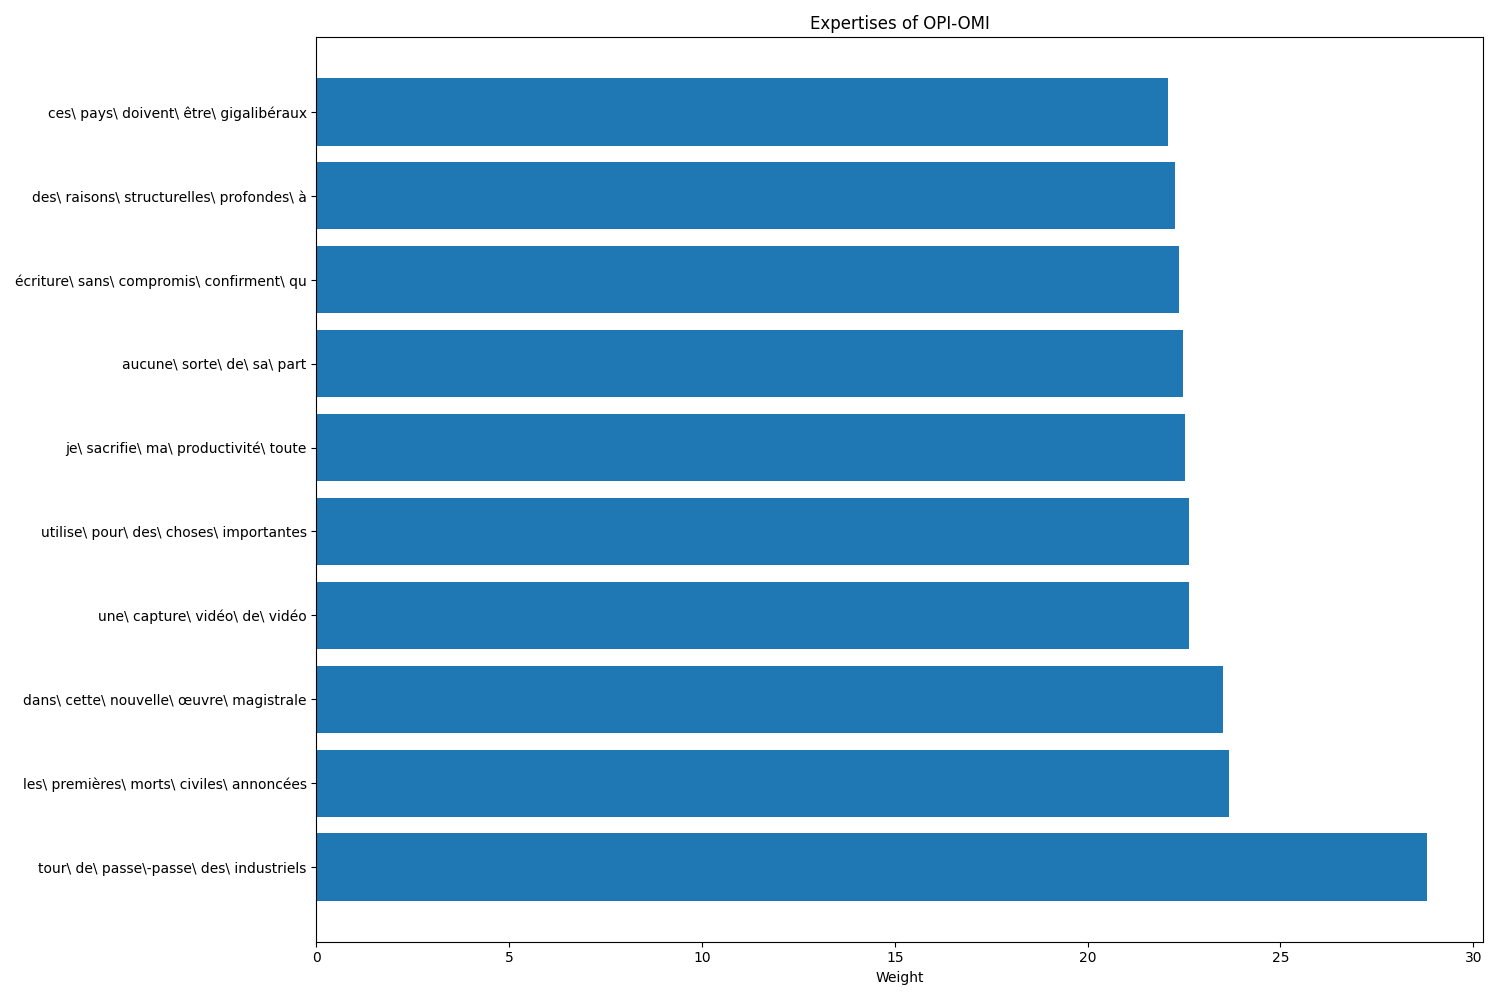 Expertises of OPI-OMI
ces\ pays\ doivent\ être\ gigalibéraux
des\ raisons\ structurelles\ profondes\ à
écriture\ sans\ compromis\ confirment\ qu
aucune\ sorte\ de\ sa\ part
je\ sacrifie\ ma\ productivité\ toute
utilise\ pour\ des\ choses\ importantes
une\ capture\ vidéo\ de\ vidéo
dans\ cette\ nouvelle\ œuvre\ magistrale
les\ premières\ morts\ civiles\ annoncées
tour\ de\ passe\-passe\ des\ industriels
0 5 10 15 20 25 30
Weight